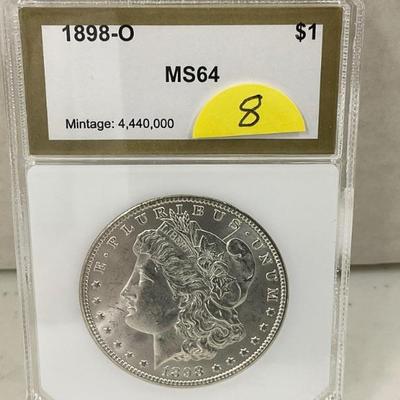 1898-O $1
MS64
8
Mintage: 4,440,000
E · PLURIBUS · UNUM
LIBERTY
1898